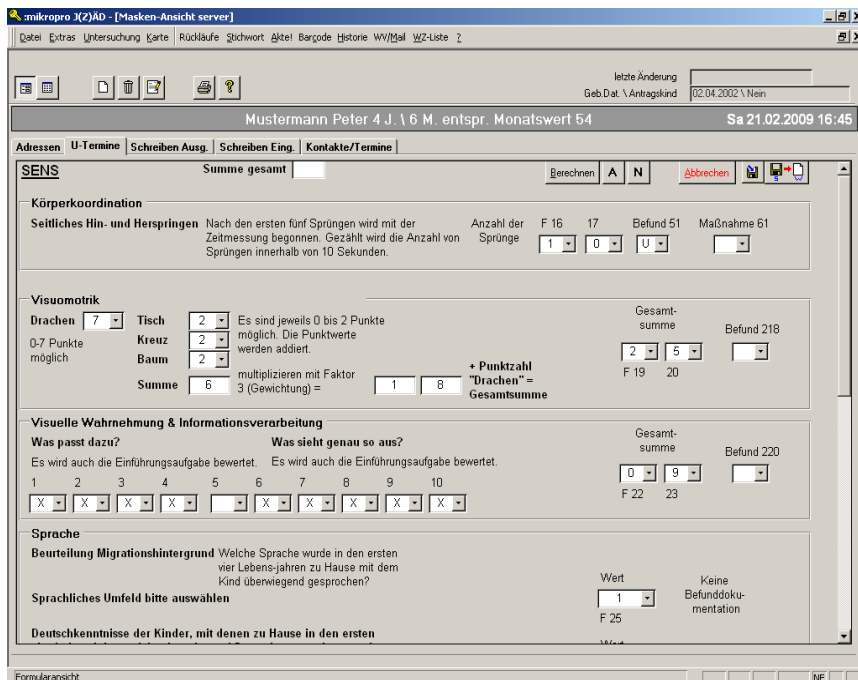 :mikropro J(Z)ÄD - [Masken-Ansicht server]
Datei Extras Untersuchung Karte Rückläufe Stichwort Akte! Barcode Historie WV/Mail WZ-Liste ?
letzte Änderung
Geb.Dat. \ Antragskind 02.04.2002 \ Nein
Mustermann Peter 4 J. \ 6 M. entspr. Monatswert 54 Sa 21.02.2009 16:45
Adressen U-Termine Schreiben Ausg. Schreiben Eing. Kontakte/Termine
SENS Summe gesamt Berechnen A N Abbrechen
Körperkoordination
Seitliches Hin- und Herspringen Nach den ersten fünf Sprüngen wird mit der Anzahl der F 16 17 Befund 51 Maßnahme 61
Zeitmessung begonnen. Gezählt wird die Anzahl von Sprünge 1 0 U
Sprüngen innerhalb von 10 Sekunden.
Visuomotrik
Gesamt-
summe Befund 218
Drachen 7 Tisch 2 Es sind jeweils 0 bis 2 Punkte
0-7 Punkte Kreuz 2 möglich. Die Punktwerte
möglich Baum 2 werden addiert. 2 5
F 19 20
Summe 6 multiplizieren mit Faktor 1 8 + Punktzahl
3 (Gewichtung) = "Drachen" =
Gesamtsumme
Visuelle Wahrnehmung & Informationsverarbeitung
Was passt dazu? Was sieht genau so aus? Gesamt-
summe Befund 220
Es wird auch die Einführungsaufgabe bewertet. Es wird auch die Einführungsaufgabe bewertet.
0 9
1 2 3 4 5 6 7 8 9 10 F 22 23
X X X X X X X X X
Sprache
Beurteilung Migrationshintergrund Welche Sprache wurde in den ersten
vier Lebens-jahren zu Hause mit dem
Kind überwiegend gesprochen? Wert Keine
Sprachliches Umfeld bitte auswählen 1 Befunddoku-
mentation
F 25
Deutschkenntnisse der Kinder, mit denen zu Hause in den ersten
Formularansicht NF